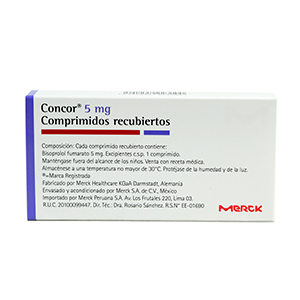 Concor® 5 mg
Comprimidos recubiertos
Composición: Cada comprimido recubierto contiene:
Bisoprolol fumarato 5 mg. Excipientes c.s.p. 1 comprimido.
Manténgase fuera del alcance de los niños. Venta con receta médica.
Almacénese a una temperatura no mayor de 30°C. Protéjase de la humedad y de la luz.
®=Marca Registrada
Fabricado por Merck Healthcare KGaA Darmstadt, Alemania
Envasado y acondicionado por Merck S.A. de C.V., México
Importado por Merck Peruana S.A. Av. Los Frutales 220, Lima 03.
R.U.C. 20100099447. Dir. Téc.: Dra. Rosario Sánchez. R.S.N° EE-01690
MERCK